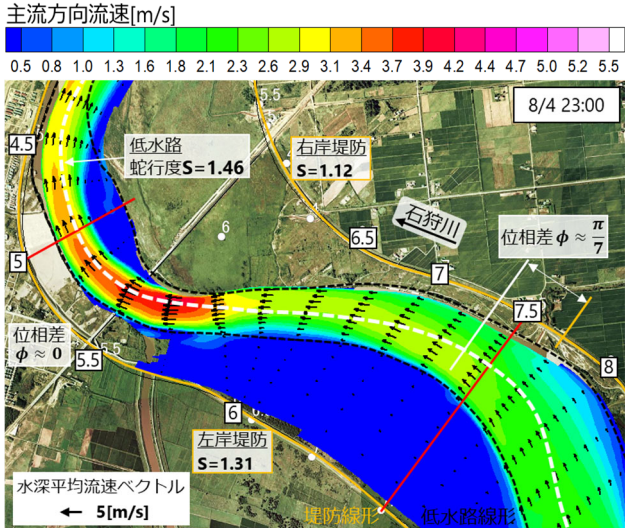 主流方向流速[m/s]
0.5 0.8 1.0 1.3 1.6 1.8 2.1 2.3 2.6 2.9 3.1 3.4 3.7 3.9 4.2 4.4 4.7 5.0 5.2 5.5
8/4 23:00
5.5
4.5
低水路
蛇行度S=1.46
右岸堤防
S=1.12
石狩川
位相差 ϕ ≈ π/7
6
6.5
7
5
7.5
位相差
ϕ ≈ 0
5.5
5.5
8
6
左岸堤防
S=1.31
水深平均流速ベクトル
5[m/s]
堤防線形
低水路線形